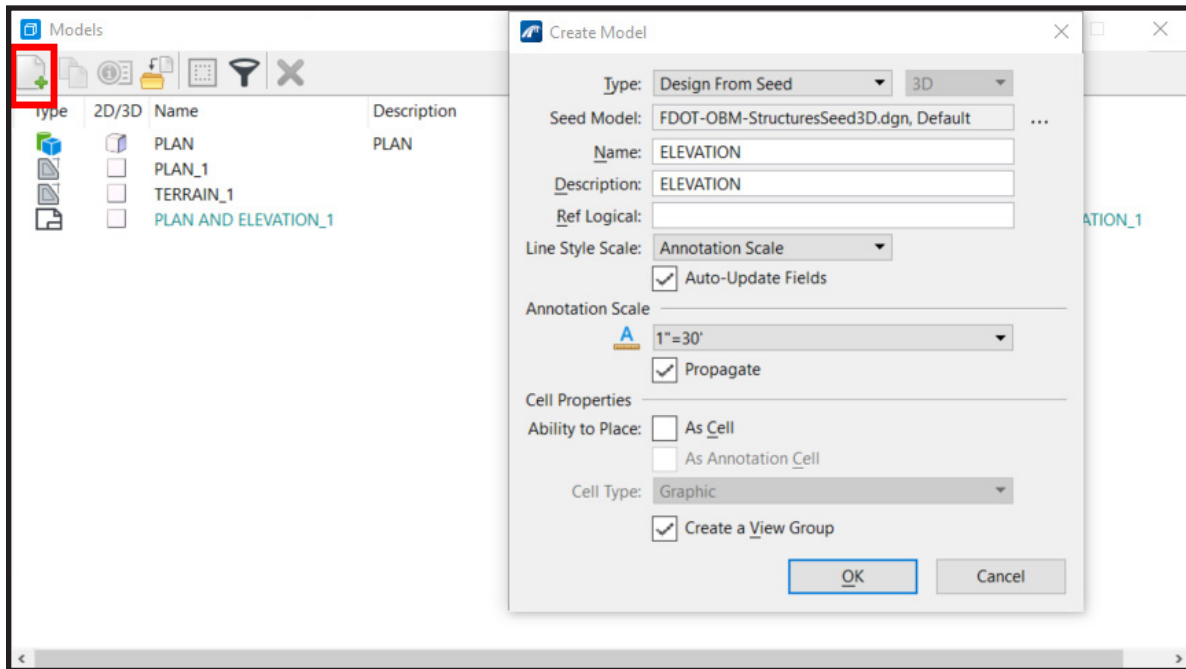 Models
Type 2D/3D Name Description
PLAN PLAN
PLAN_1
TERRAIN_1
PLAN AND ELEVATION_1 ATION_1
Create Model
Type: Design From Seed 3D
Seed Model: FDOT-OBM-StructuresSeed3D.dgn, Default ...
Name: ELEVATION
Description: ELEVATION
Ref Logical:
Line Style Scale: Annotation Scale
Auto-Update Fields
Annotation Scale
A 1"=30'
Propagate
Cell Properties
Ability to Place: As Cell
As Annotation Cell
Cell Type: Graphic
Create a View Group
OK Cancel